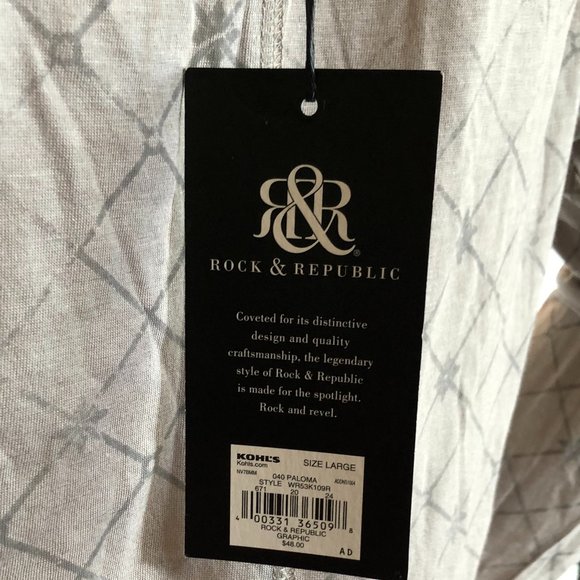 R&R®
ROCK & REPUBLIC
Coveted for its distinctive
design and quality
craftsmanship, the legendary
style of Rock & Republic
is made for the spotlight.
Rock and revel.
KOHL'S SIZE LARGE
Kohls.com
NV78MM
040 PALOMA
STYLE WR53K109R
671 20 24
4 00331 36509 8
ROCK & REPUBLIC
GRAPHIC
$48.00
A D